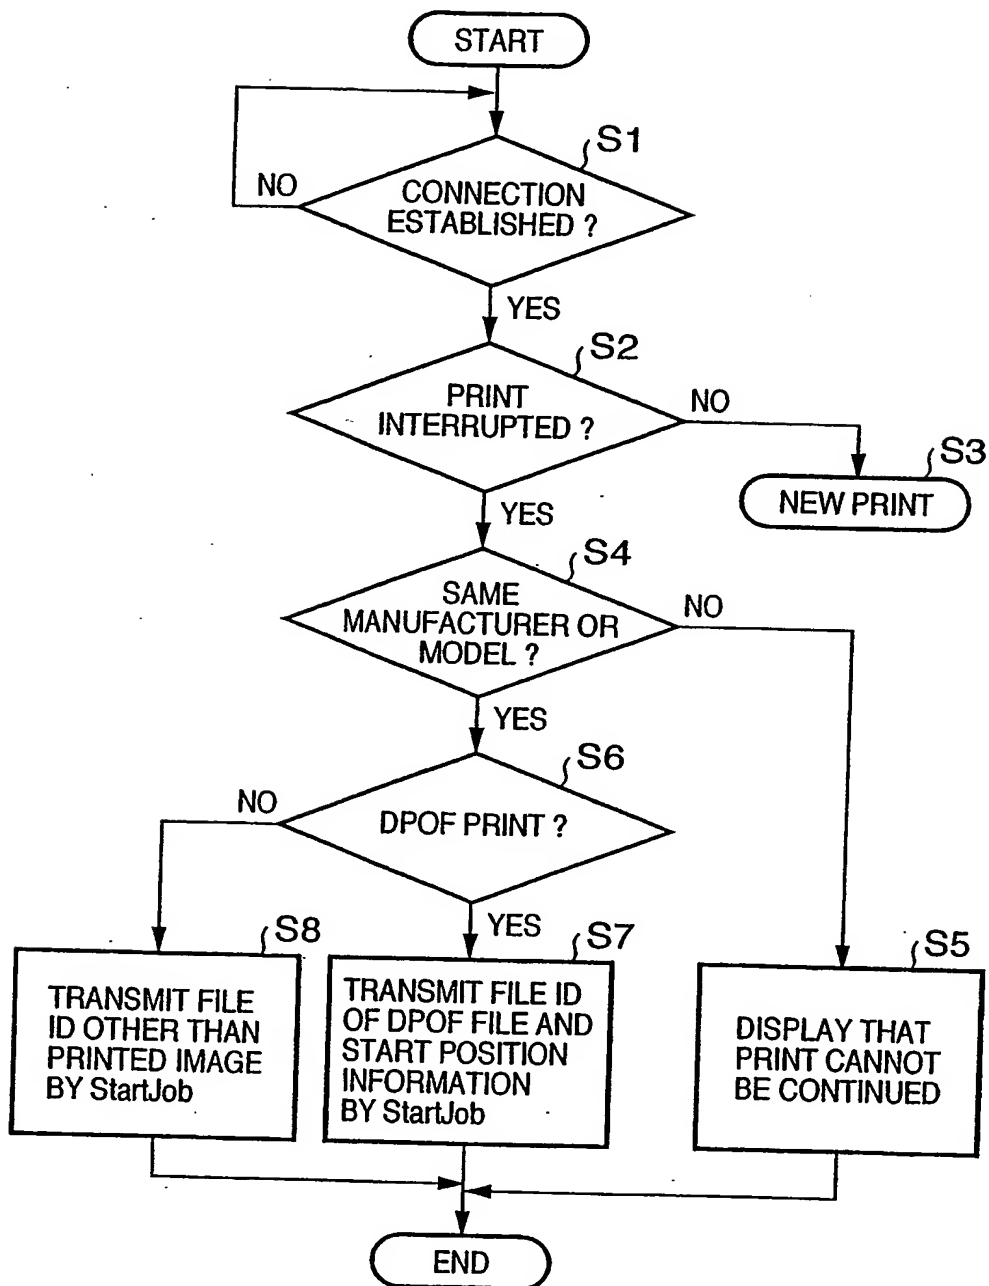 START
S1
NO
CONNECTION
ESTABLISHED ?
YES
S2
PRINT
INTERRUPTED ?
NO
S3
NEW PRINT
YES
S4
SAME
MANUFACTURER OR
MODEL ?
NO
YES
S6
NO
DPOF PRINT ?
YES
S8
TRANSMIT FILE
ID OTHER THAN
PRINTED IMAGE
BY StartJob
S7
TRANSMIT FILE ID
OF DPOF FILE AND
START POSITION
INFORMATION
BY StartJob
S5
DISPLAY THAT
PRINT CANNOT
BE CONTINUED
END